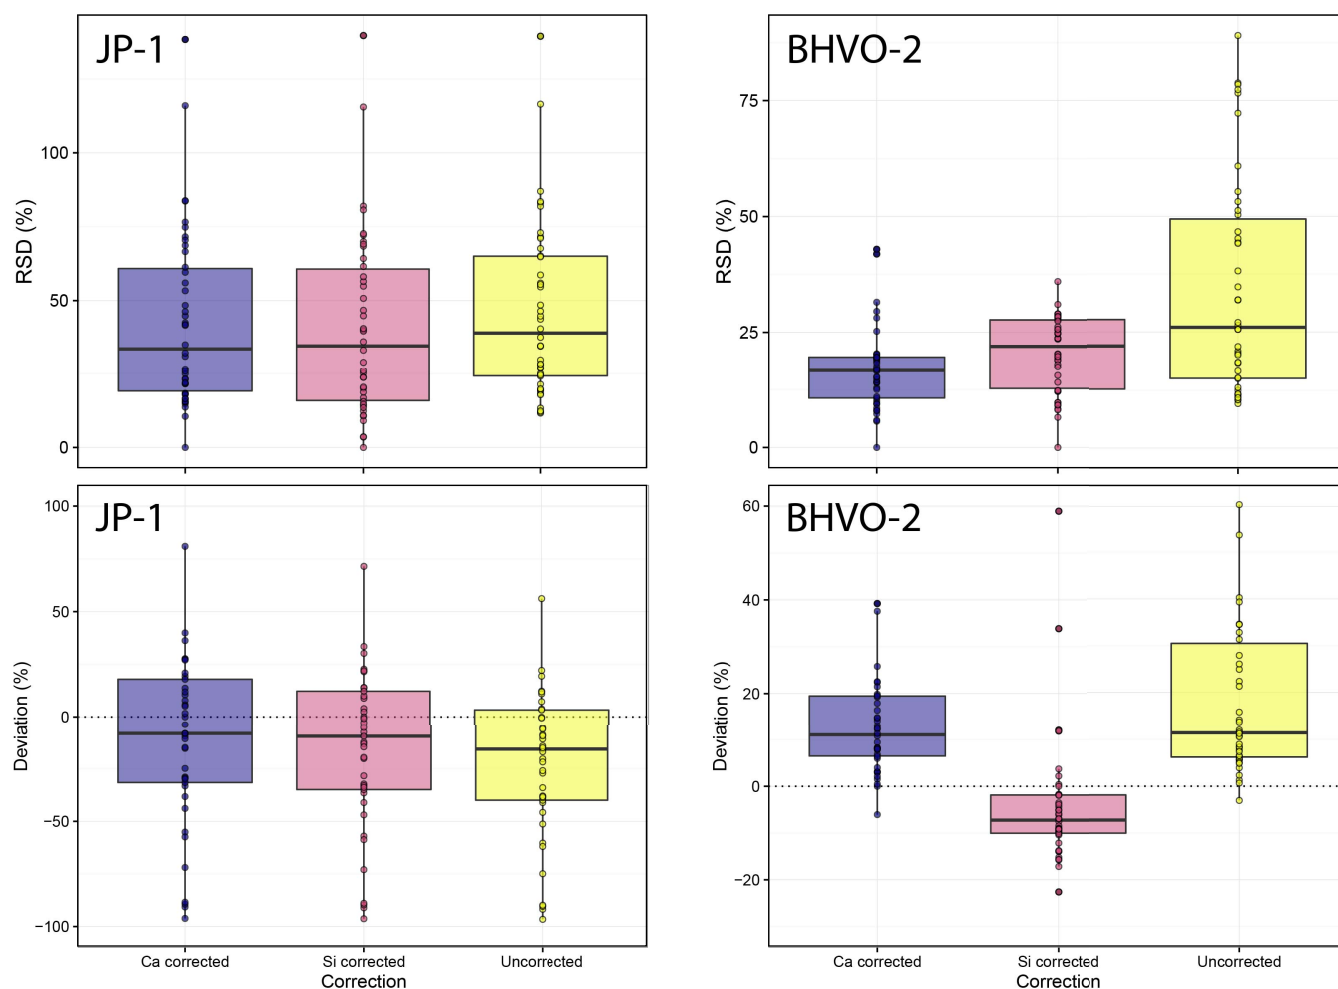 JP-1
RSD (%)
100
50
0
BHVO-2
RSD (%)
75
50
25
0
JP-1
Deviation (%)
100
50
0
−50
−100
Ca corrected Si corrected Uncorrected
Correction
BHVO-2
Deviation (%)
60
40
20
0
−20
Ca corrected Si corrected Uncorrected
Correction